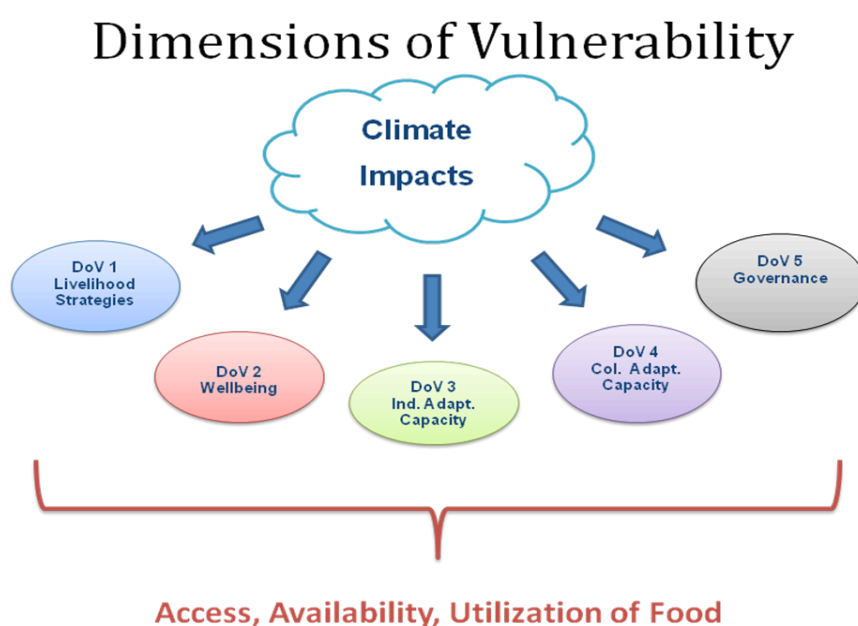 Dimensions of Vulnerability
Climate
Impacts
DoV 1
Livelihood
Strategies
DoV 2
Wellbeing
DoV 3
Ind. Adapt.
Capacity
DoV 4
Col. Adapt.
Capacity
DoV 5
Governance
Access, Availability, Utilization of Food